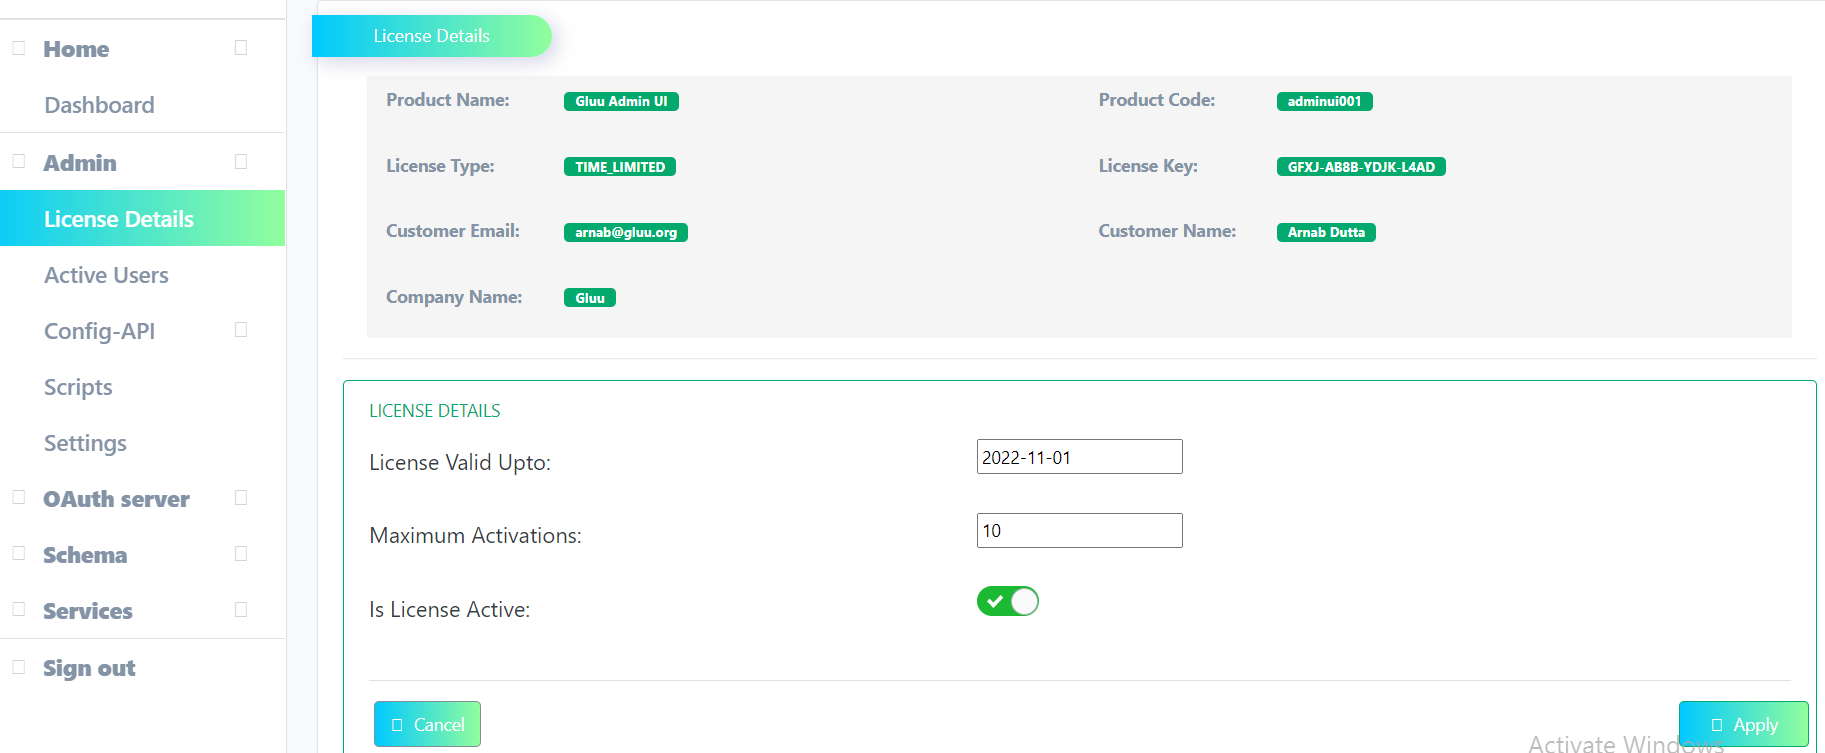 Home
Dashboard
Admin
License Details
Active Users
Config-API
Scripts
Settings
OAuth server
Schema
Services
Sign out
License Details
Product Name: Gluu Admin UI Product Code: adminui001
License Type: TIME_LIMITED License Key: GFXJ-AB8B-YDJK-L4AD
Customer Email: arnab@gluu.org Customer Name: Arnab Dutta
Company Name: Gluu
LICENSE DETAILS
License Valid Upto: 2022-11-01
Maximum Activations: 10
Is License Active:
Cancel Apply
Activate Windows